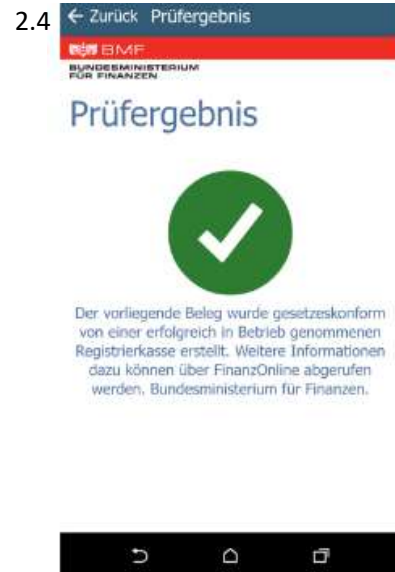 2.4
← Zurück Prüfergebnis
BMF
BUNDESMINISTERIUM
FÜR FINANZEN
Prüfergebnis
Der vorliegende Beleg wurde gesetzeskonform
von einer erfolgreich in Betrieb genommenen
Registrierkasse erstellt. Weitere Informationen
dazu können über FinanzOnline abgerufen
werden. Bundesministerium für Finanzen.